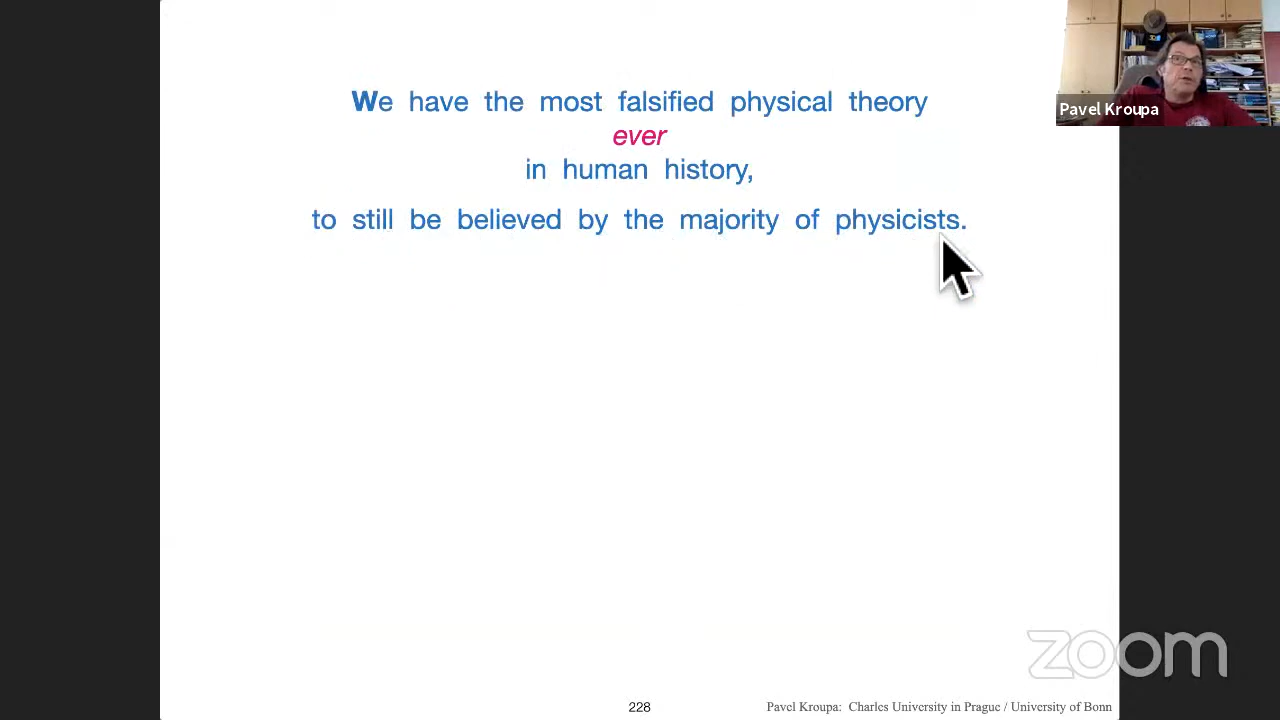 We have the most falsified physical theory
ever
in human history,
to still be believed by the majority of physicists.
Pavel Kroupa
zoom
228
Pavel Kroupa: Charles University in Prague / University of Bonn